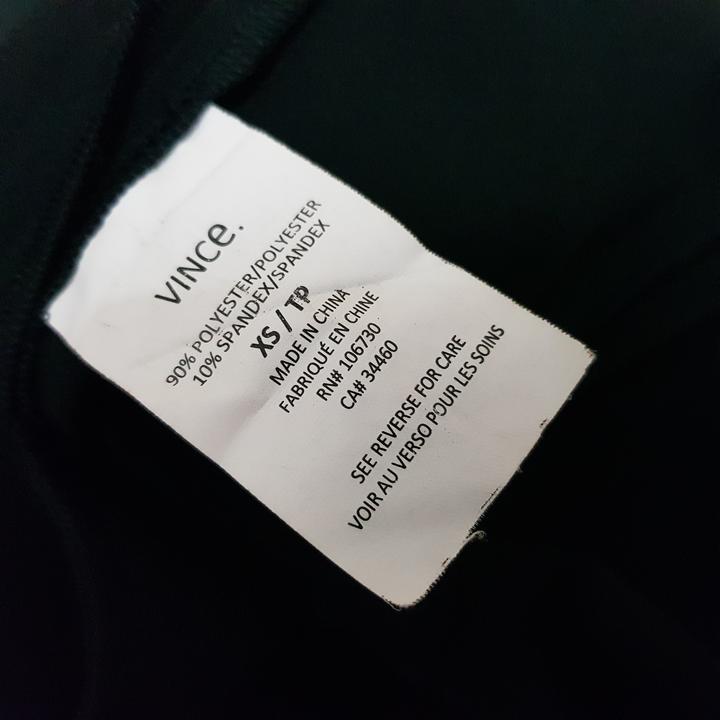 VINCE.
90% POLYESTER/POLYESTER
10% SPANDEX/SPANDEX
XS / TP
MADE IN CHINA
FABRIQUÉ EN CHINE
RN# 106730
CA# 34460
SEE REVERSE FOR CARE
VOIR AU VERSO POUR LES SOINS